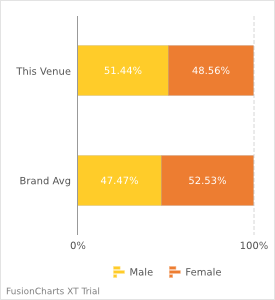 This Venue
51.44%
48.56%
Brand Avg
47.47%
52.53%
0%
100%
Male
Female
FusionCharts XT Trial